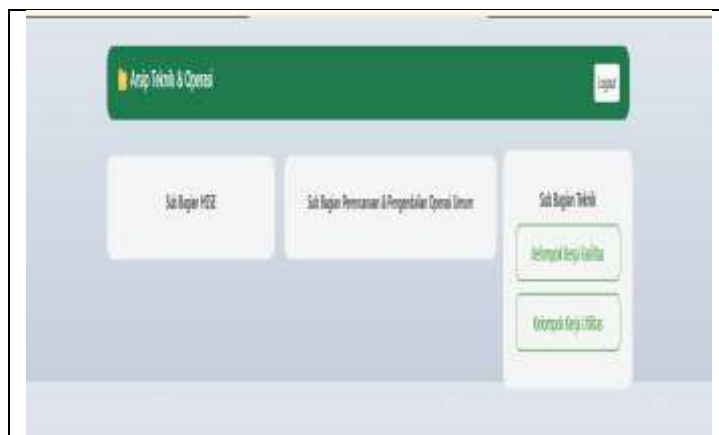 Arsip Teknik & Operasi
Logout
Sub Bagian HSSE
Sub Bagian Perencanaan & Pengendalian Operasi Umum
Sub Bagian Teknik
Kelompok Kerja Fasilitas
Kelompok Kerja Utilitas